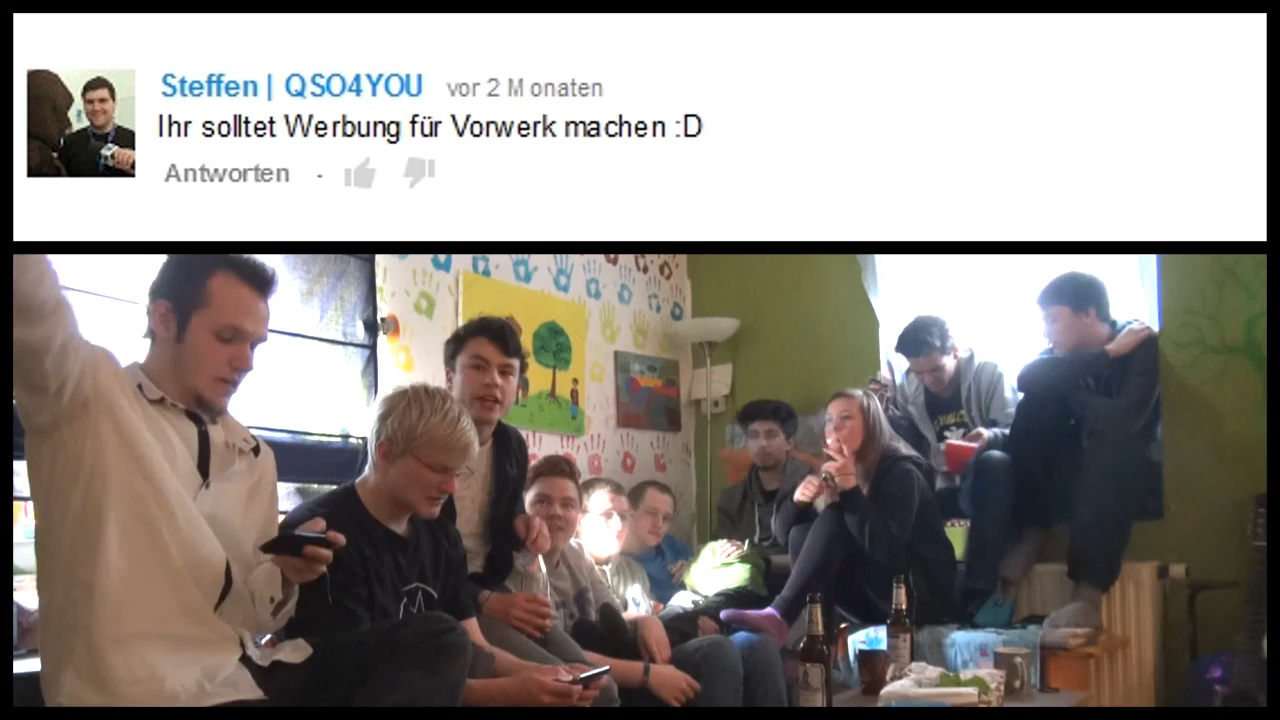 Steffen | QSO4YOU vor 2 Monaten
Ihr solltet Werbung für Vorwerk machen :D
Antworten ·